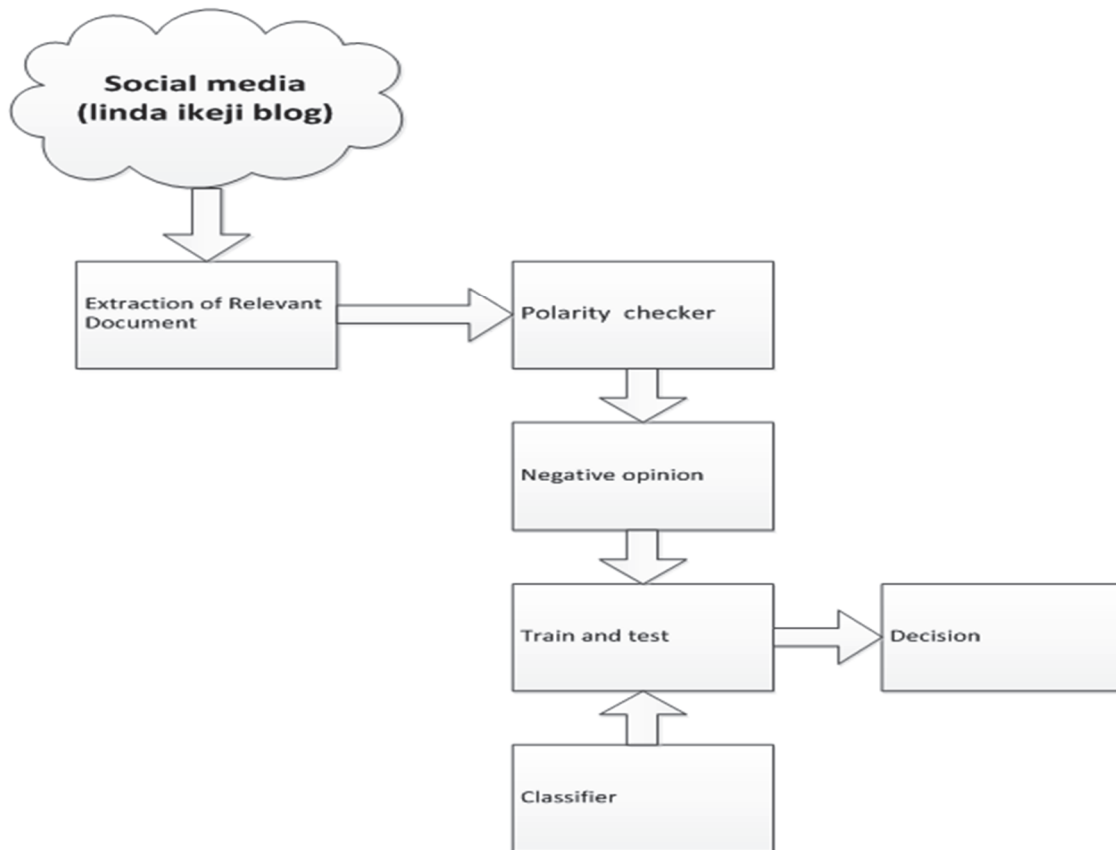 Social media
(linda ikeji blog)
Extraction of Relevant
Document
Polarity checker
Negative opinion
Train and test
Decision
Classifier